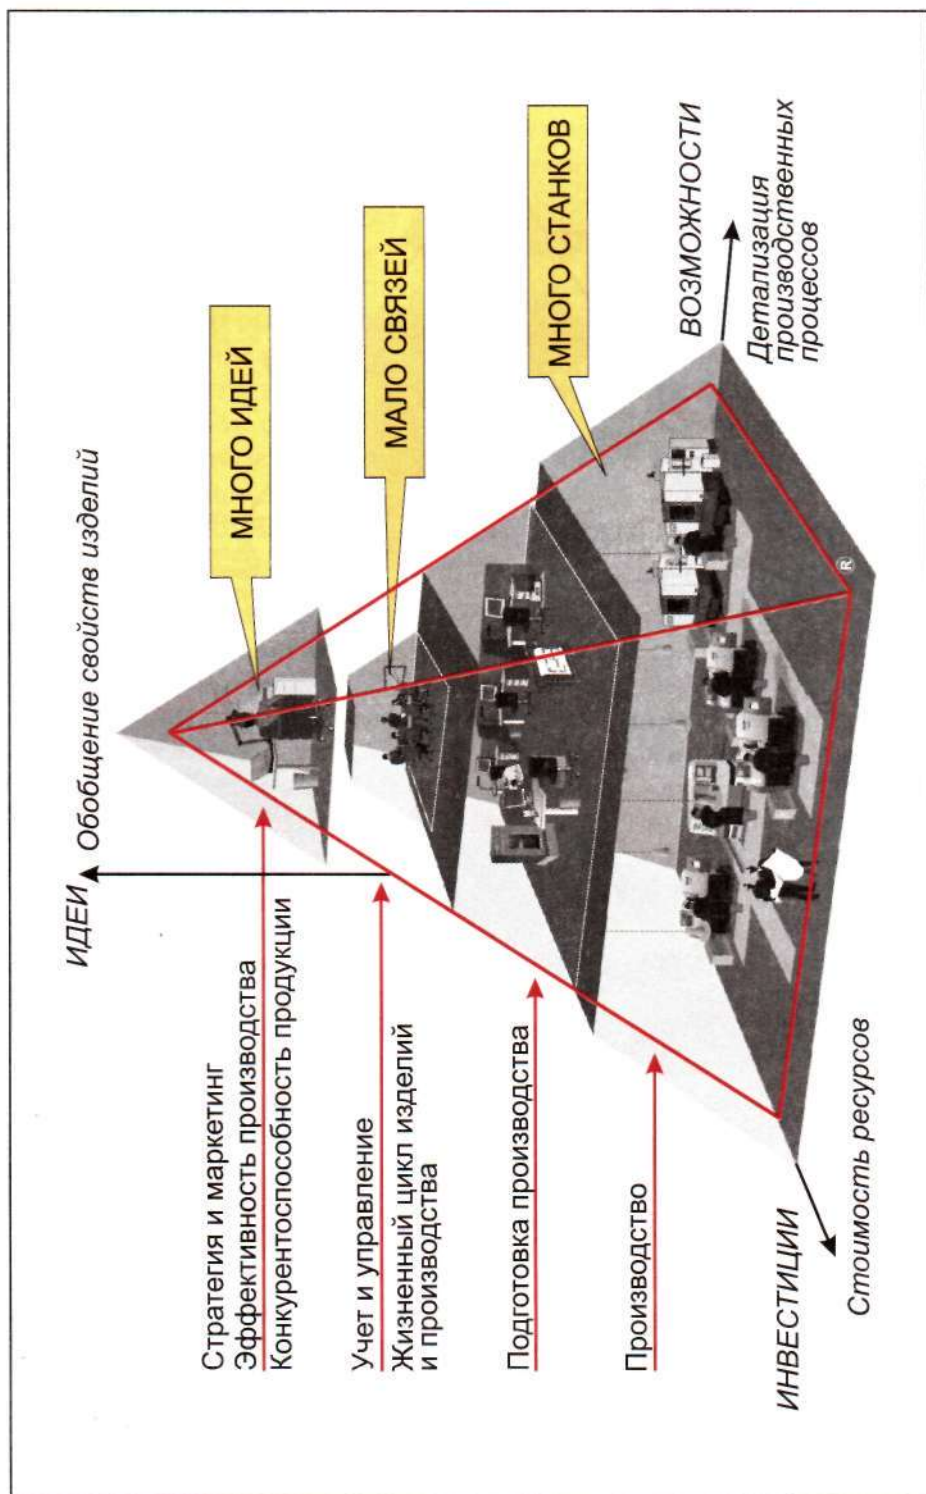 ИДЕИ
Обобщение свойств изделий
Стратегия и маркетинг
Эффективность производства
Конкурентоспособность продукции
МНОГО ИДЕЙ
Учет и управление
Жизненный цикл изделий
и производства
МАЛО СВЯЗЕЙ
Подготовка производства
МНОГО СТАНКОВ
Производство
ВОЗМОЖНОСТИ
Детализация
производственных
процессов
ИНВЕСТИЦИИ
Стоимость ресурсов
®